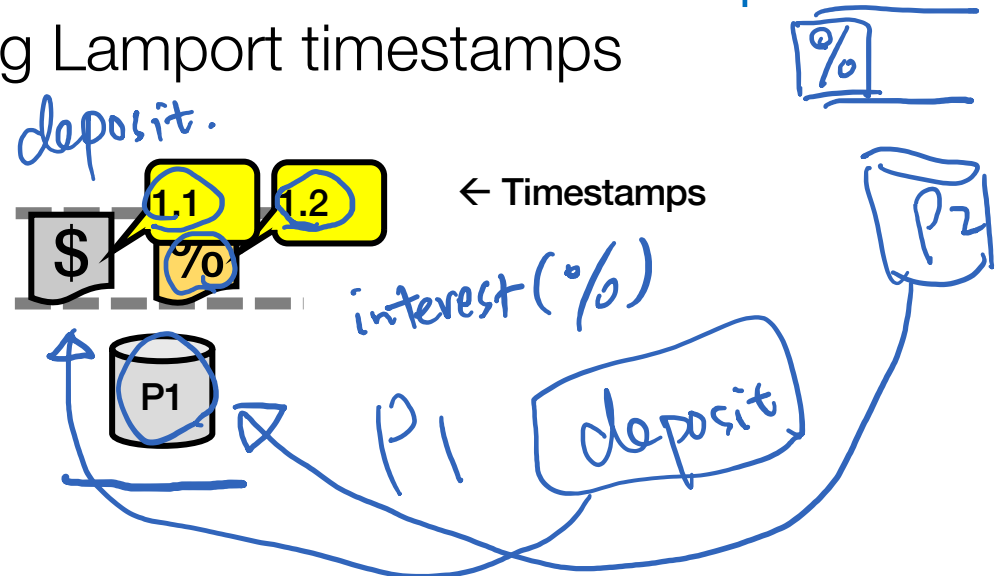 g Lamport timestamps
%
deposit.
1.1 1.2 ← Timestamps
$ %
P2
interest (%)
P1
P1
deposit